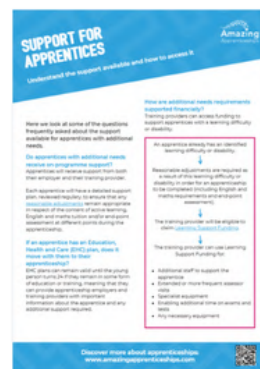 SUPPORT FOR
APPRENTICES
Understand the support available and how to access it
Amazing
Apprenticeships
Here we look at some of the questions
frequently asked about the support
available for apprentices with additional
needs.
Do apprentices with additional needs
receive on programme support?
Apprentices will receive support from both
their employer and their training provider.
Each apprentice will have a detailed support
plan, reviewed regularly, to ensure that any
reasonable adjustments remain appropriate
in respect of the content of active learning,
English and maths tuition and/or end-point
assessment at different points during the
apprenticeship.
If an apprentice has an Education,
Health and Care (EHC) plan, does it
move with them to their
apprenticeship?
EHC plans can remain valid until the young
person turns 24 if they remain in some form
of education or training, meaning that they
can provide apprenticeship employers and
training providers with important
information about the apprentice and any
additional support required.
How are additional needs requirements
supported financially?
Training providers can access funding to
support apprentices with a learning difficulty
or disability.
An apprentice already has an identified
learning difficulty or disability.
Reasonable adjustments are required as
a result of this learning difficulty or
disability in order for an apprenticeship
to be completed (including English and
maths requirements and end-point
assessment).
The training provider will be eligible to
claim Learning Support Funding.
The training provider can use Learning
Support Funding for:
Additional staff to support the
apprentice
Extended or more frequent assessor
visits
Specialist equipment
Enabling additional time on exams and
tests
Any necessary equipment
Discover more about apprenticeships:
www.amazingapprenticeships.com